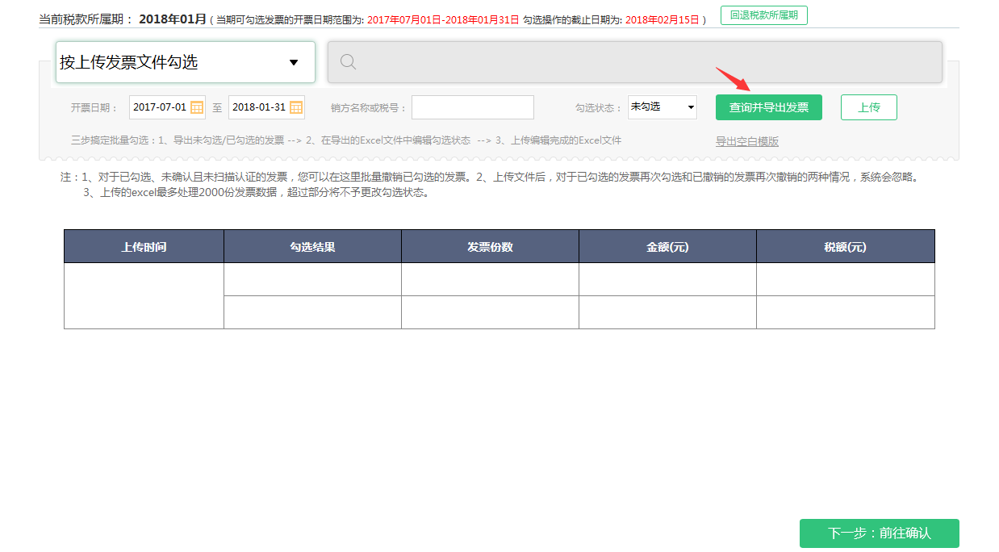 当前税款所属期： 2018年01月 ( 当期可勾选发票的开票日期范围为: 2017年07月01日-2018年01月31日 勾选操作的截止日期为: 2018年02月15日 ) 回退税款所属期
按上传发票文件勾选
开票日期： 2017-07-01 至 2018-01-31 销方名称或税号： 勾选状态： 未勾选 查询并导出发票 上传
三步搞定批量勾选：1、导出未勾选/已勾选的发票 --> 2、在导出的Excel文件中编辑勾选状态 --> 3、上传编辑完成的Excel文件 导出空白模版
注：1、对于已勾选、未确认且未扫描认证的发票，您可以在这里批量撤销已勾选的发票。2、上传文件后，对于已勾选的发票再次勾选和已撤销的发票再次撤销的两种情况，系统会忽略。
3、上传的excel最多处理2000份发票数据，超过部分将不予更改勾选状态。
上传时间 勾选结果 发票份数 金额(元) 税额(元)
下一步：前往确认